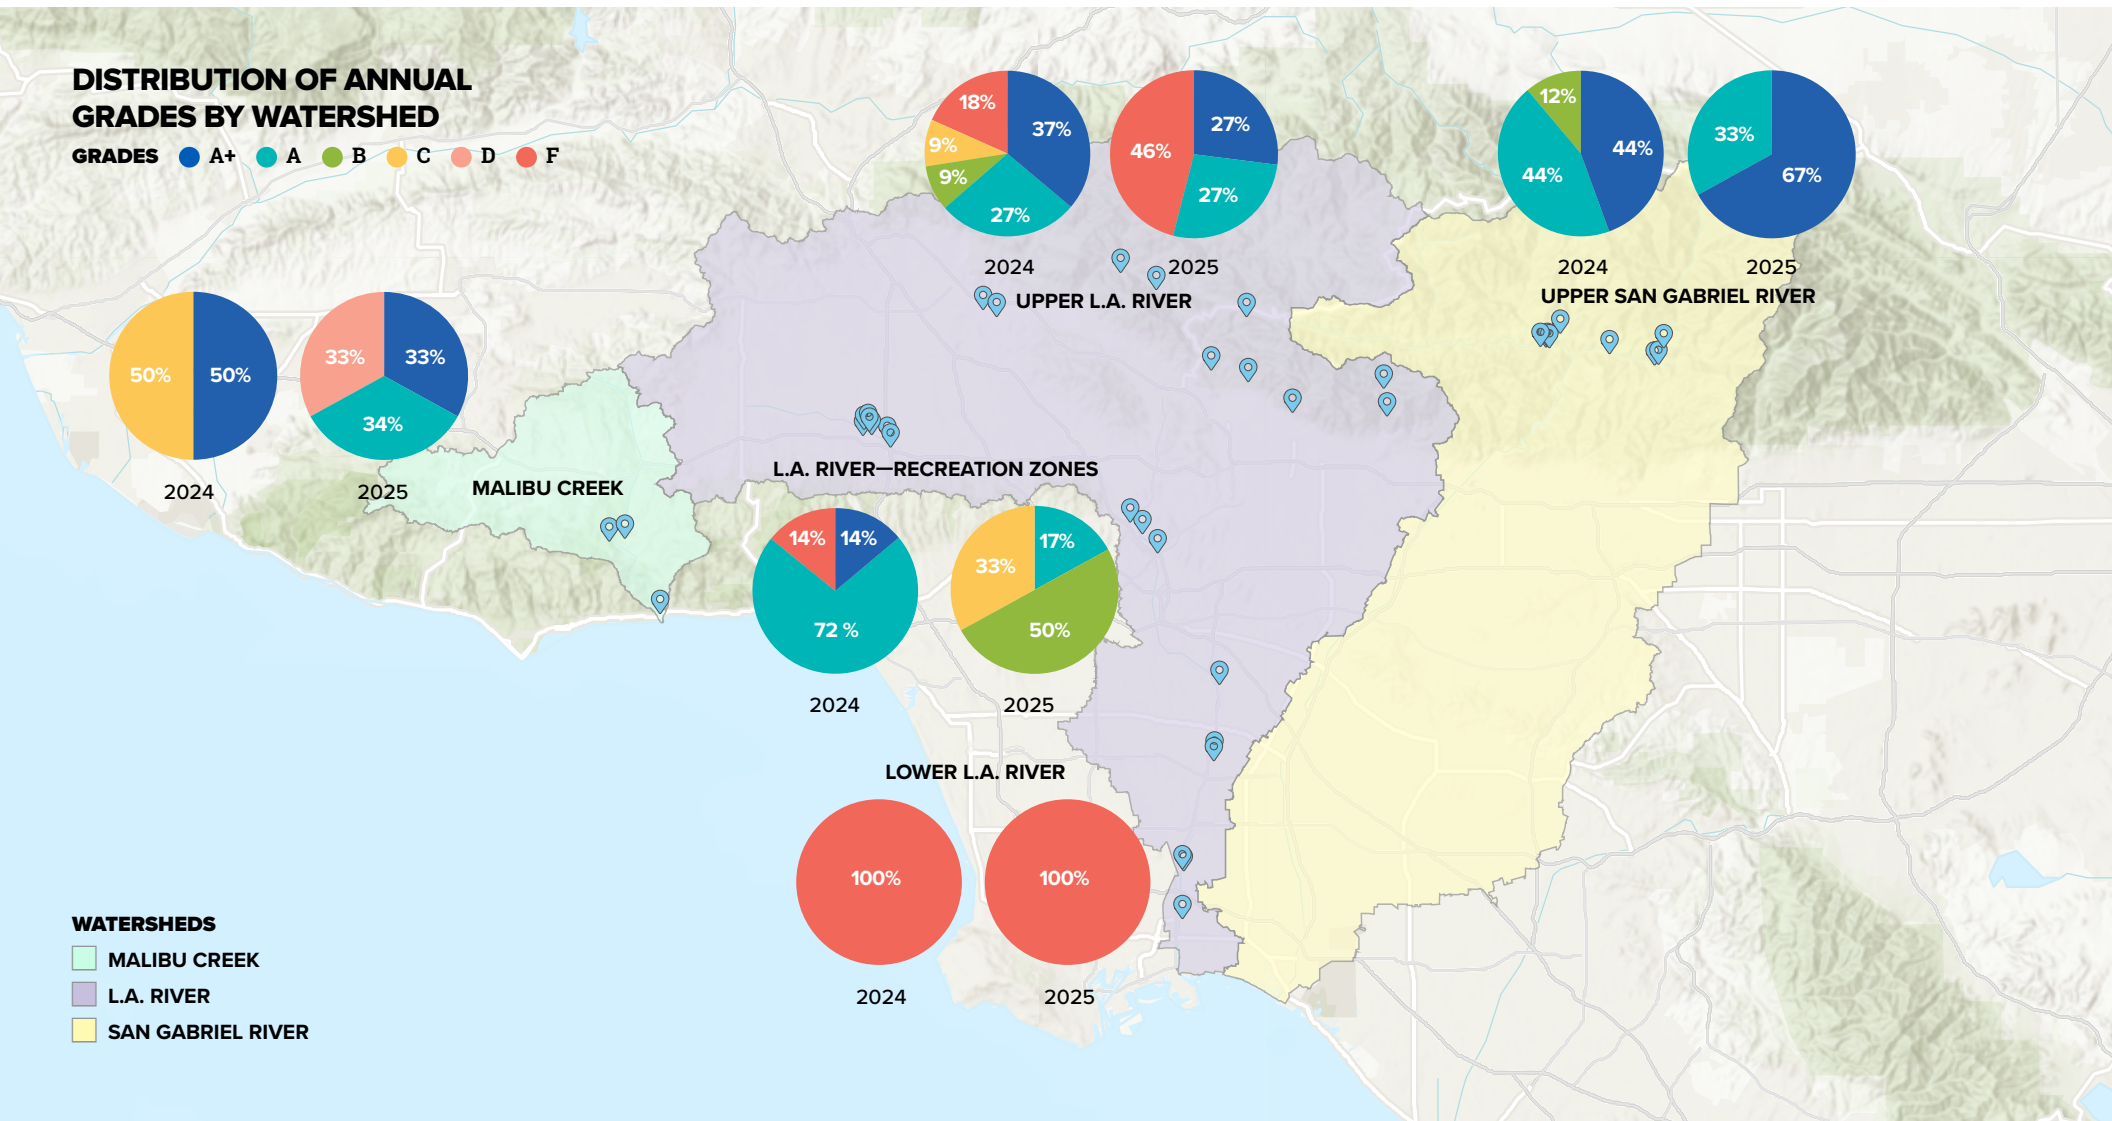 DISTRIBUTION OF ANNUAL
GRADES BY WATERSHED
GRADES A+ A B C D F
18% 37% 9% 9% 27%
2024
46% 27% 27%
2025
UPPER L.A. RIVER
12% 44% 44%
2024
33% 67%
2025
UPPER SAN GABRIEL RIVER
50% 50%
2024
33% 33% 34%
2025
MALIBU CREEK
L.A. RIVER—RECREATION ZONES
14% 14% 72 %
2024
33% 17% 50%
2025
LOWER L.A. RIVER
100%
2024
100%
2025
WATERSHEDS
MALIBU CREEK
L.A. RIVER
SAN GABRIEL RIVER